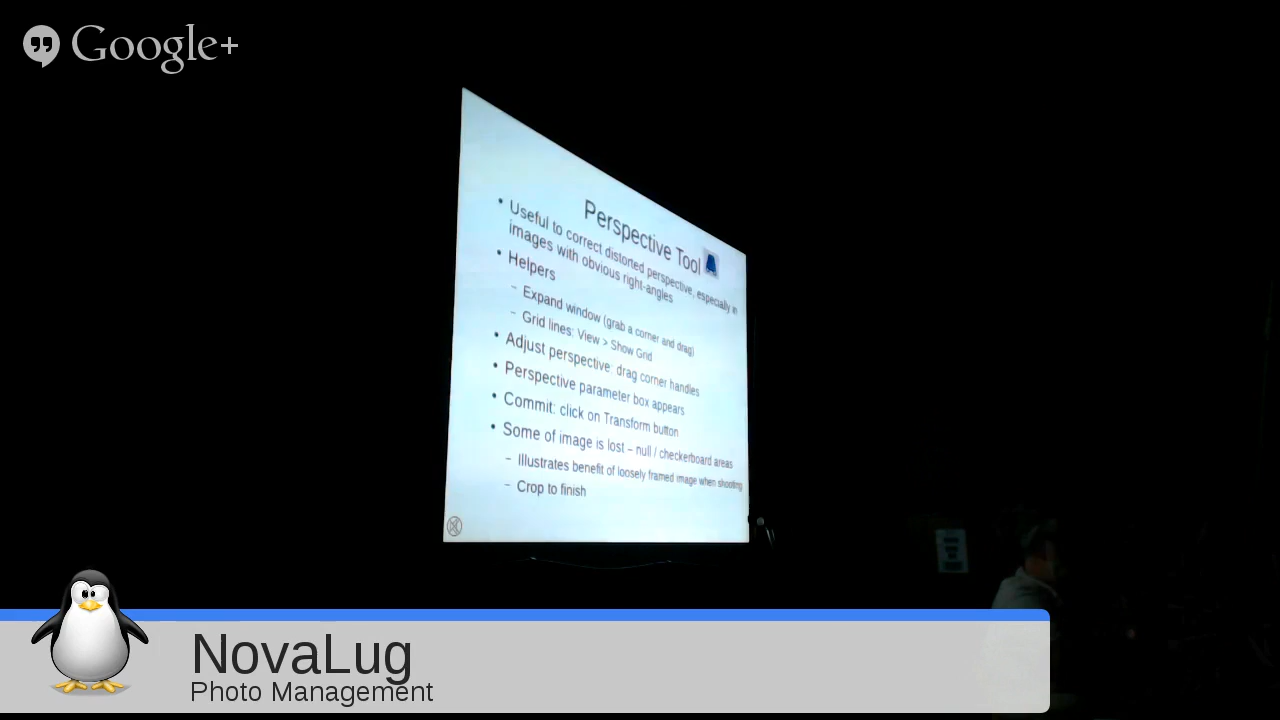 Google+
Perspective Tool
• Useful to correct distorted perspective, especially in
images with obvious right-angles
• Helpers
– Expand window (grab a corner and drag)
– Grid lines: View > Show Grid
• Adjust perspective: drag corner handles
• Perspective parameter box appears
• Commit: click on Transform button
• Some of image is lost – null / checkerboard areas
– Illustrates benefit of loosely framed image when shooting
– Crop to finish
NovaLug
Photo Management